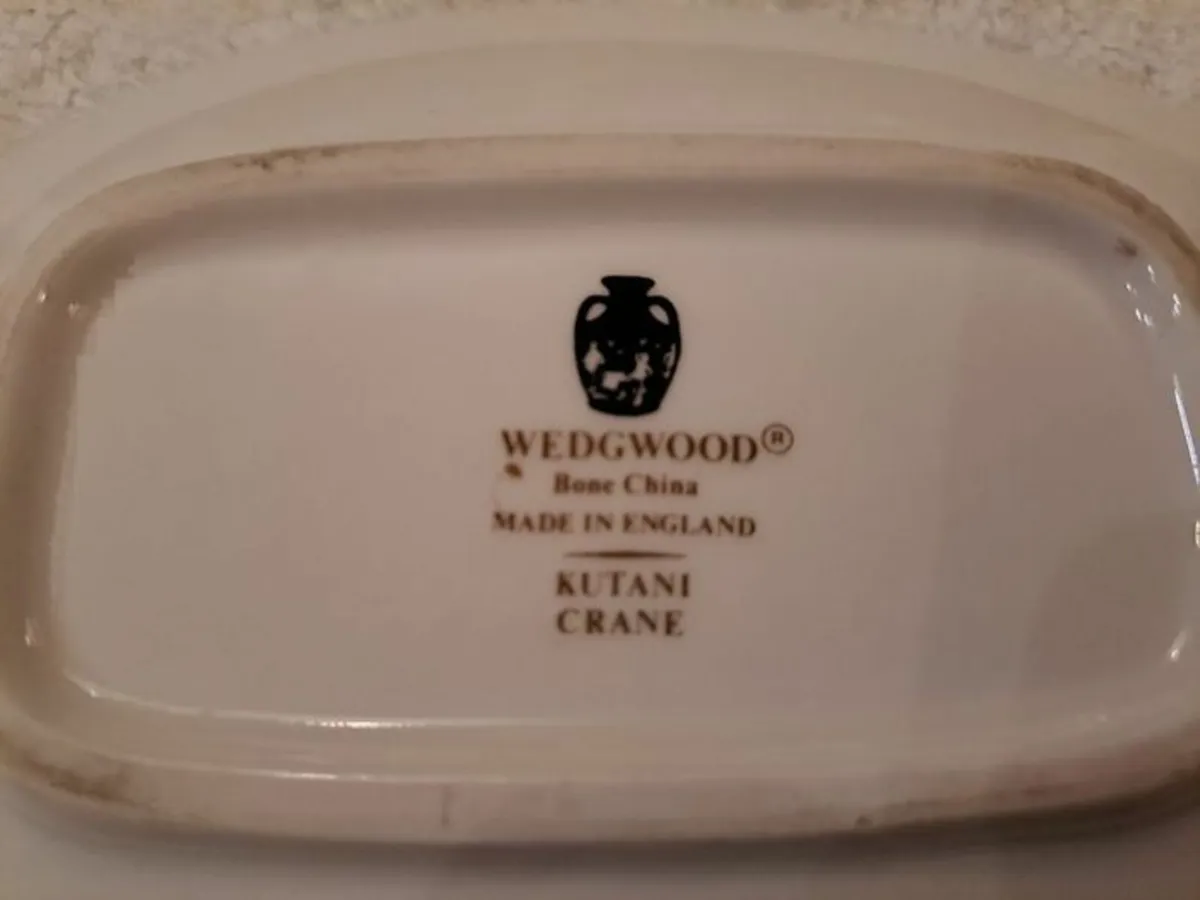 WEDGWOOD®
Bone China
MADE IN ENGLAND
KUTANI
CRANE